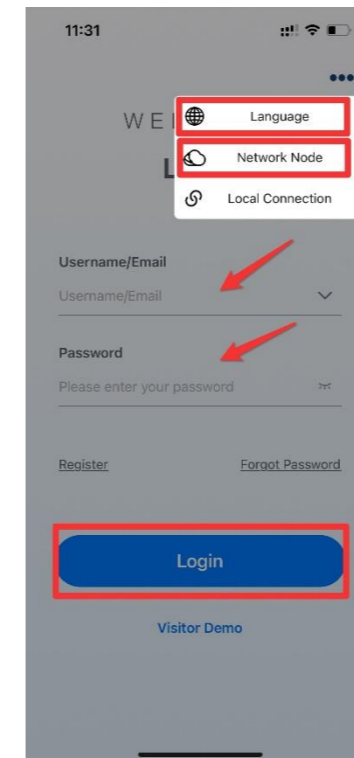 11:31
WE
L
Language
Network Node
Local Connection
Username/Email
Username/Email
Password
Please enter your password
Register Forgot Password
Login
Visitor Demo